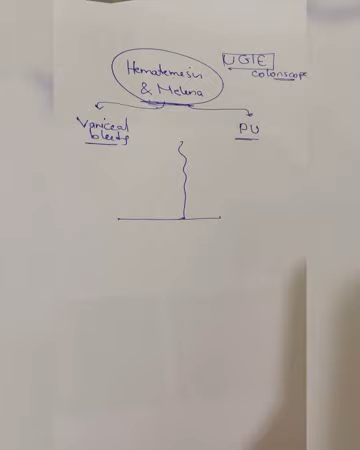 Hematemesis
& Melena
UGIE
colonscope
Variceal
bleeds
PU